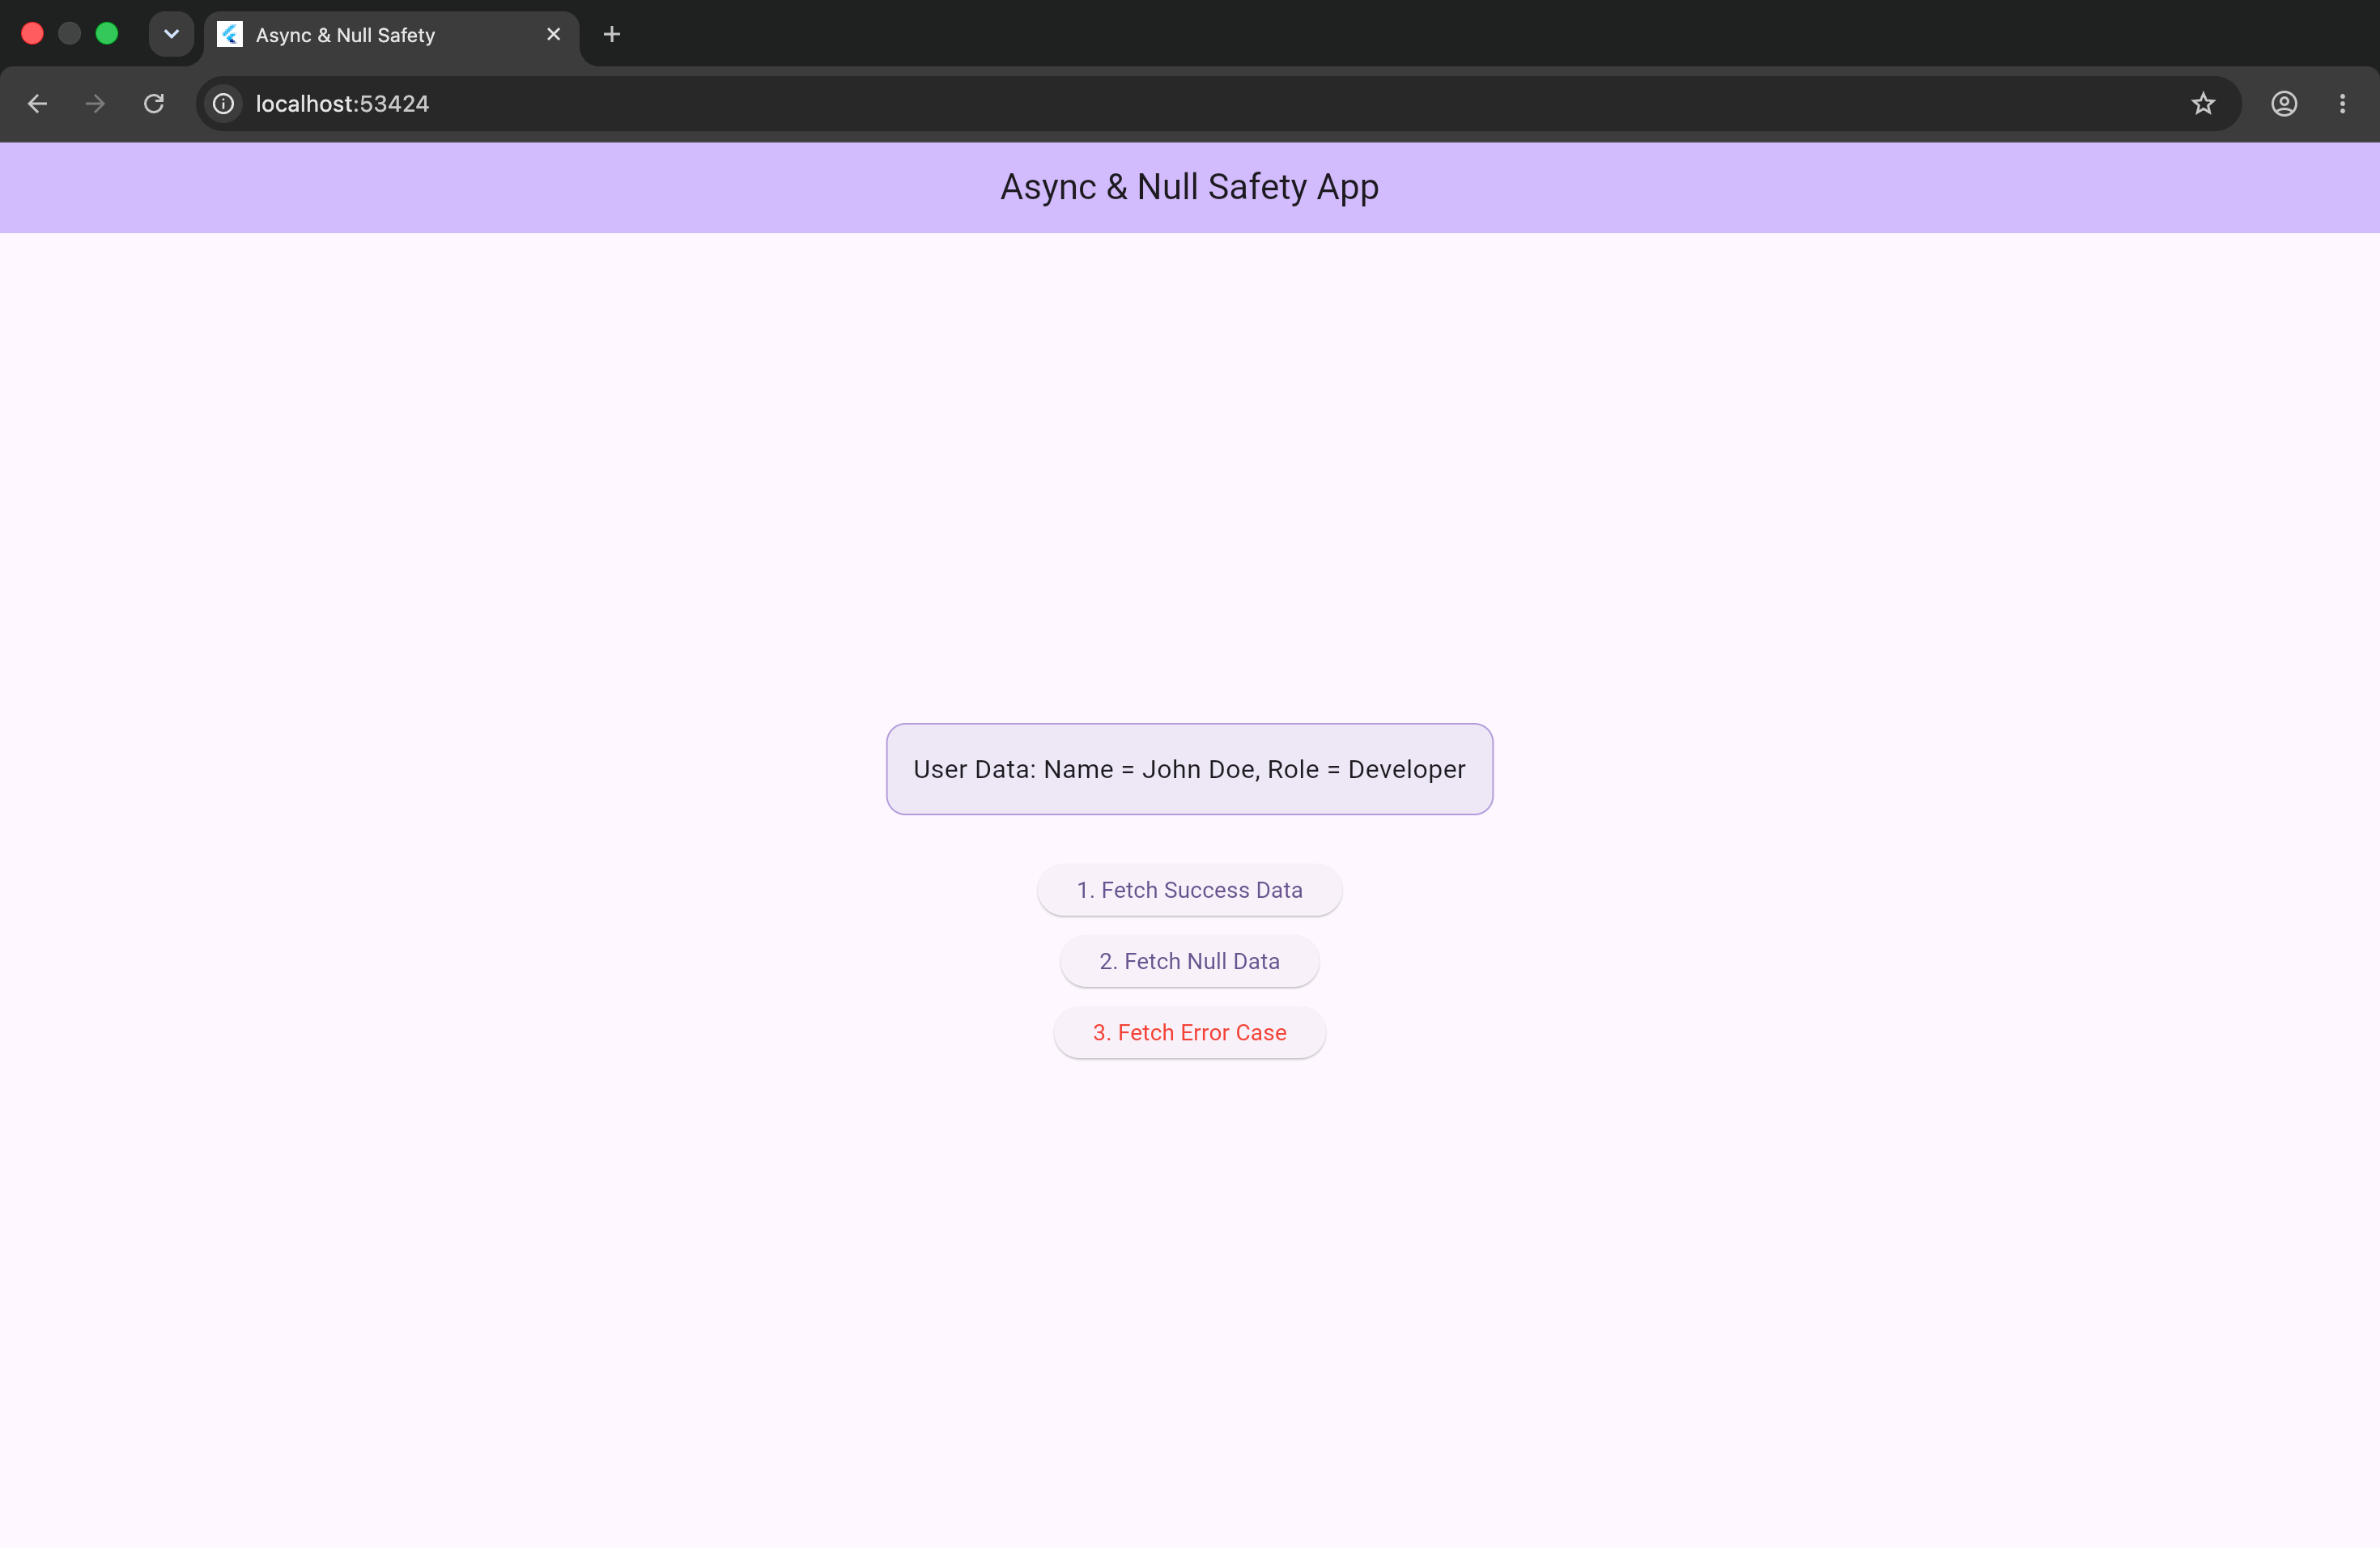 Async & Null Safety
localhost:53424
Async & Null Safety App
User Data: Name = John Doe, Role = Developer
1. Fetch Success Data
2. Fetch Null Data
3. Fetch Error Case